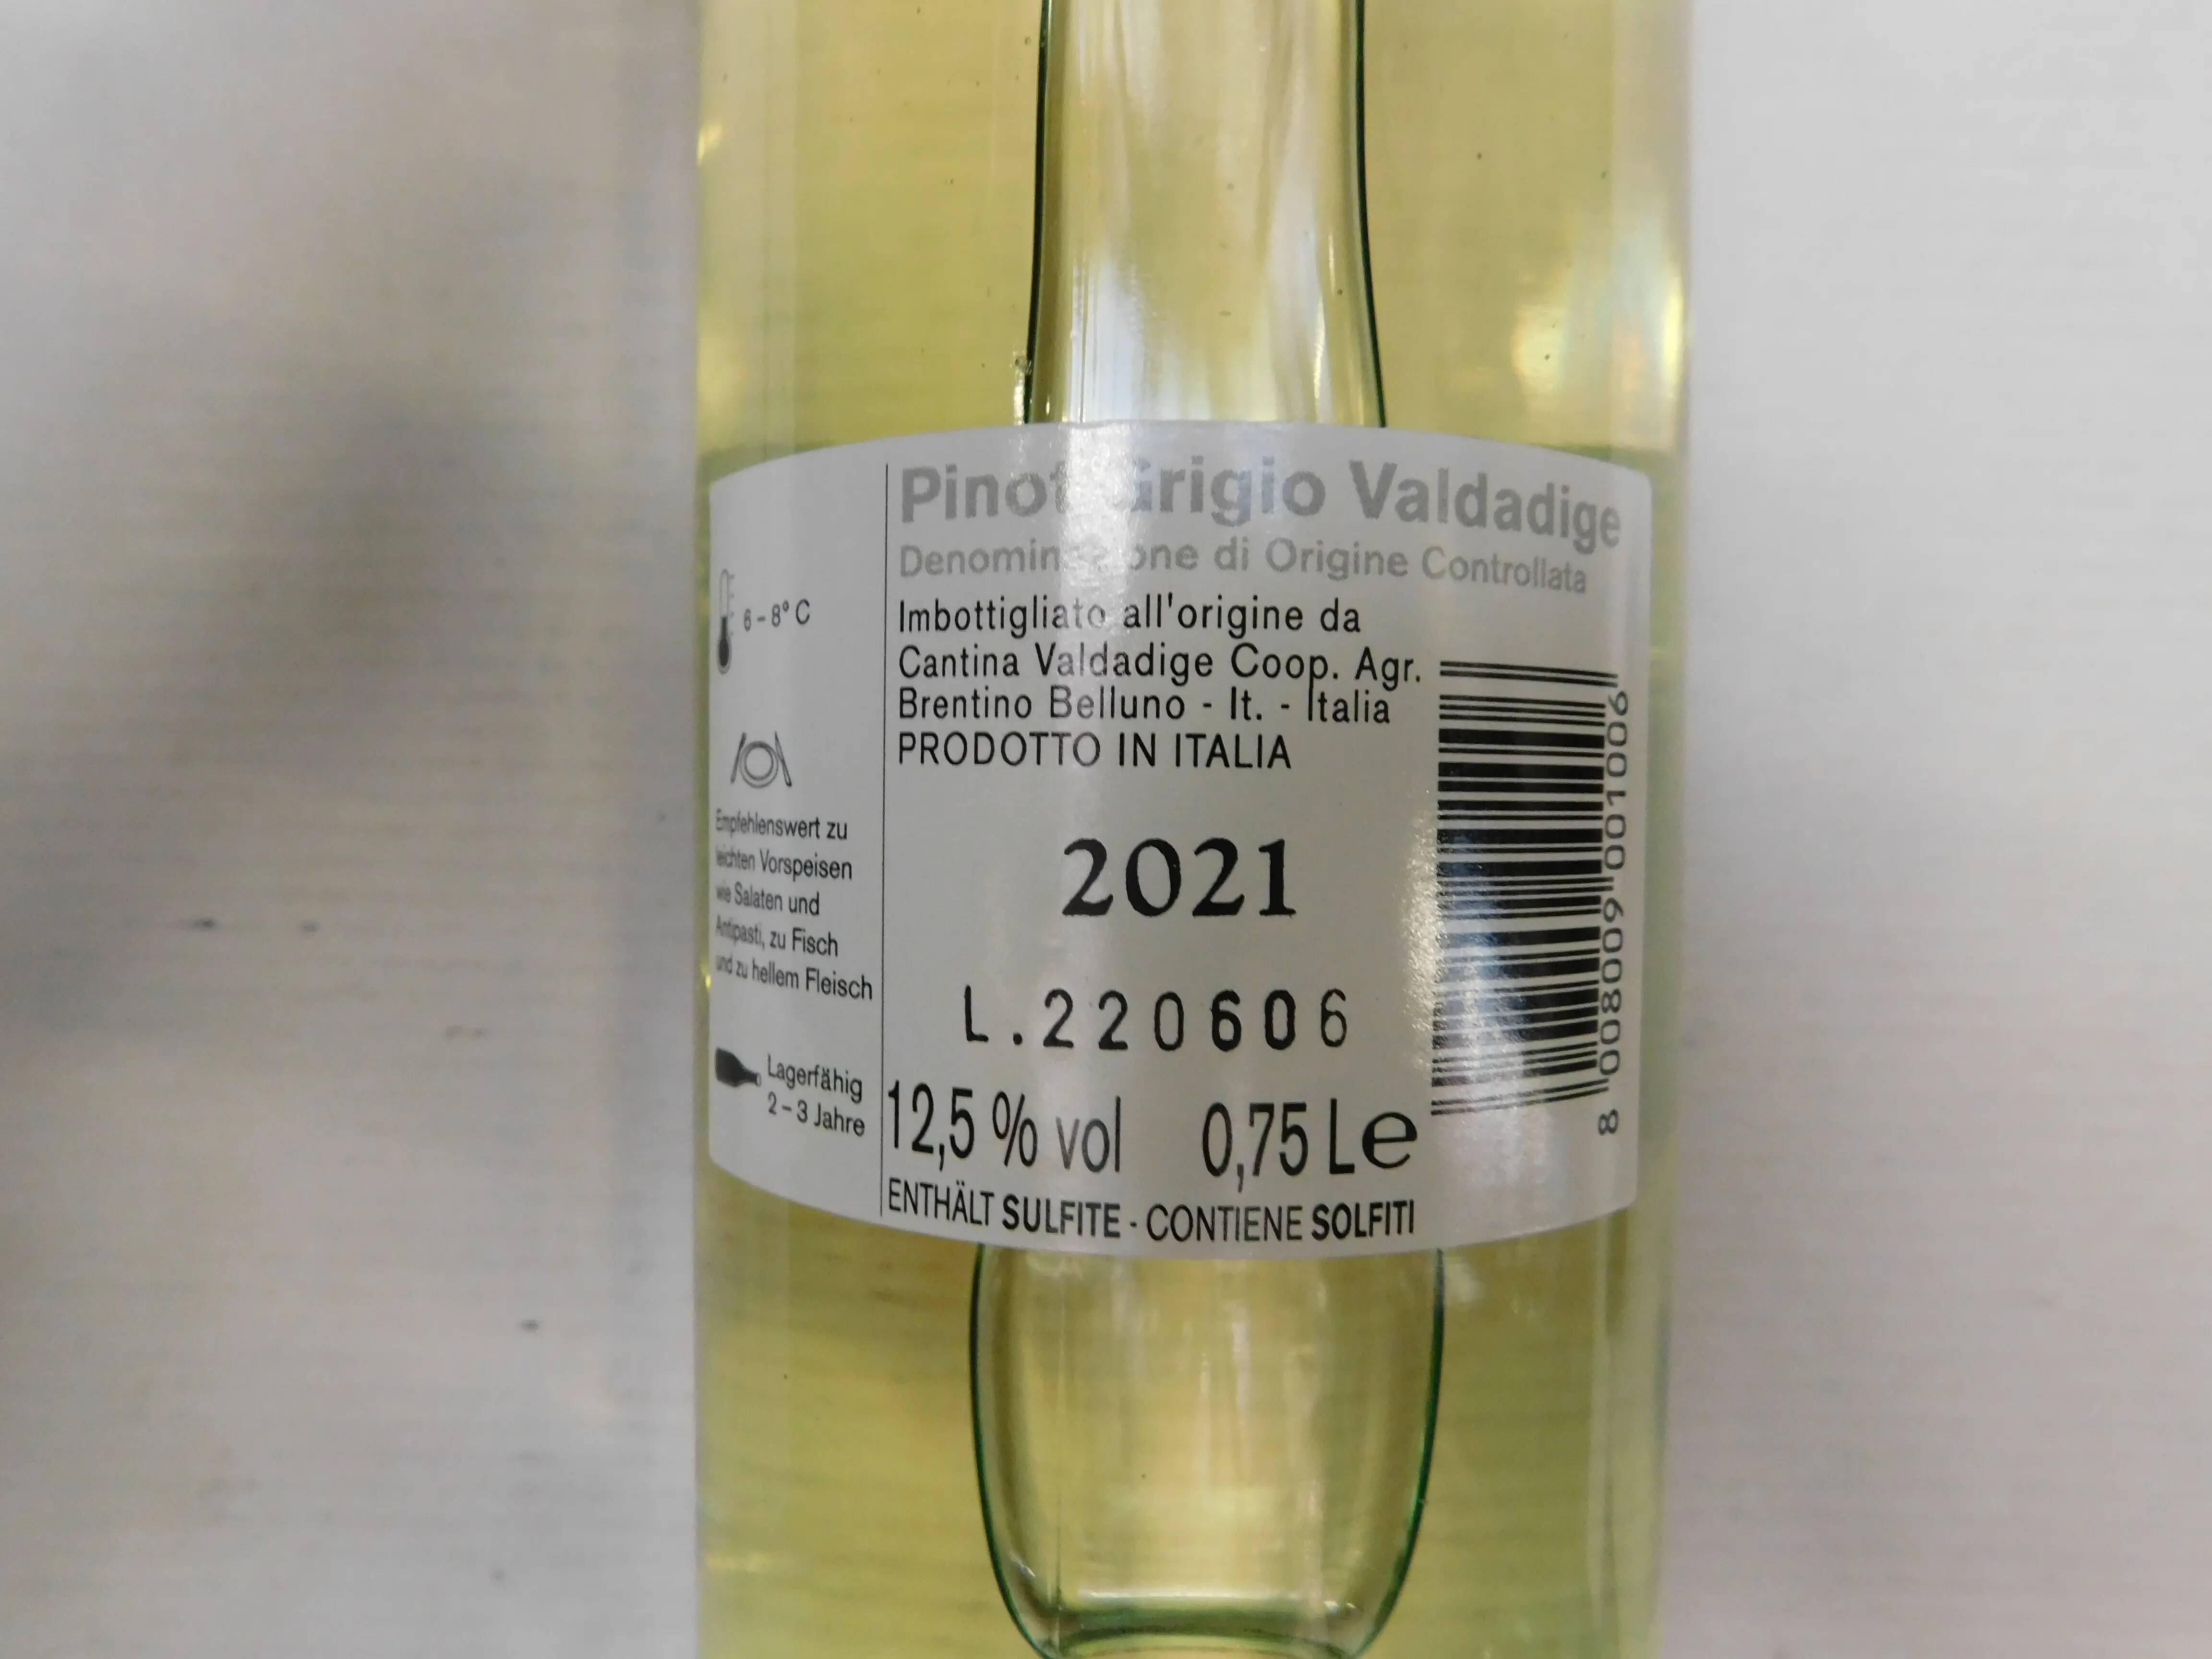 Pinot Grigio Valdadige
Denominazione di Origine Controllata
Imbottigliato all'origine da
Cantina Valdadige Coop. Agr.
Brentino Belluno - It. - Italia
PRODOTTO IN ITALIA
2021
L.220606
12,5 % vol 0,75 L e
ENTHÄLT SULFITE - CONTIENE SOLFITI
6-8° C
Empfehlenswert zu
leichten Vorspeisen
wie Salaten und
Antipasti, zu Fisch
und zu hellem Fleisch
Lagerfähig
2-3 Jahre
8 008009 001006